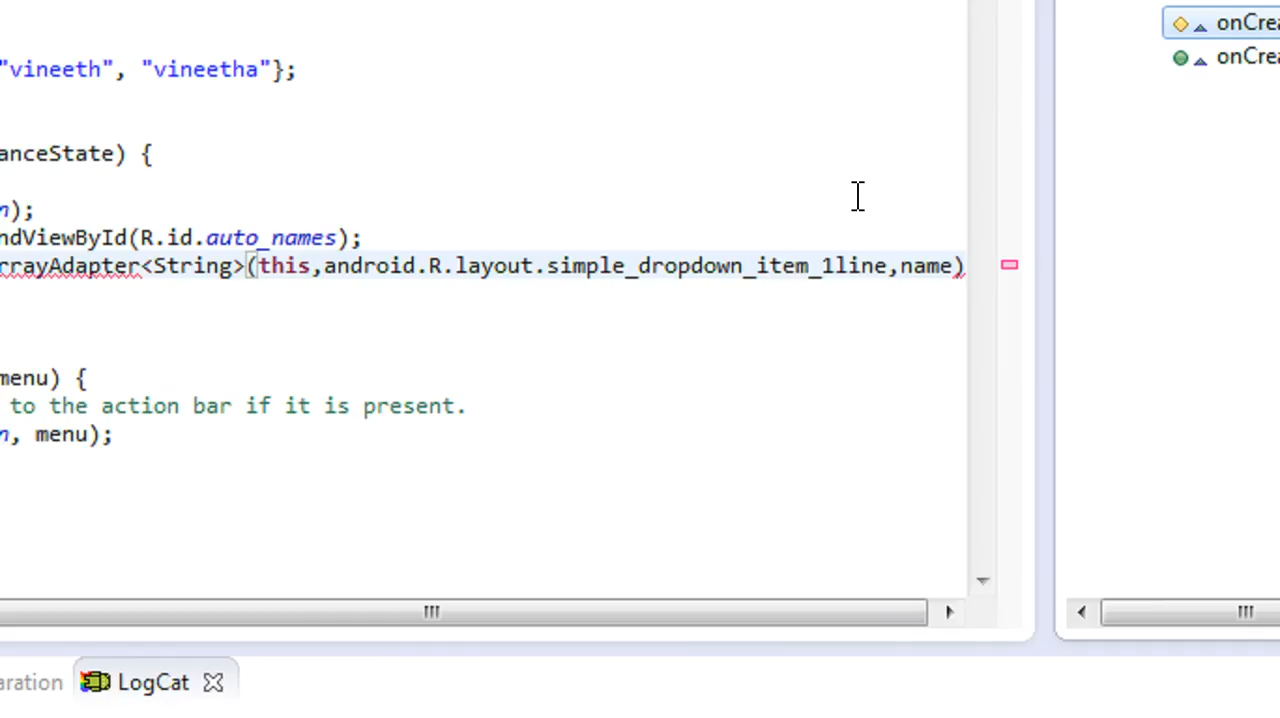 onCrea
"vineeth", "vineetha"};
onCrea
anceState) {
n);
ndViewById(R.id.auto_names);
rrayAdapter<String>(this,android.R.layout.simple_dropdown_item_1line,name)
menu) {
to the action bar if it is present.
n, menu);
aration
LogCat